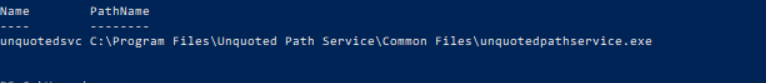 Name PathName
---- --------
unquotedsvc C:\Program Files\Unquoted Path Service\Common Files\unquotedpathservice.exe